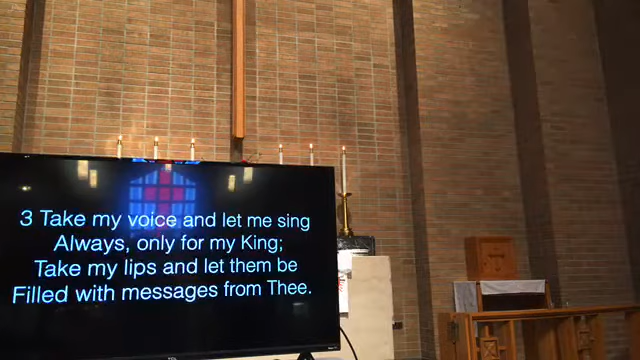 3 Take my voice and let me sing
Always, only for my King;
Take my lips and let them be
Filled with messages from Thee.
TCL